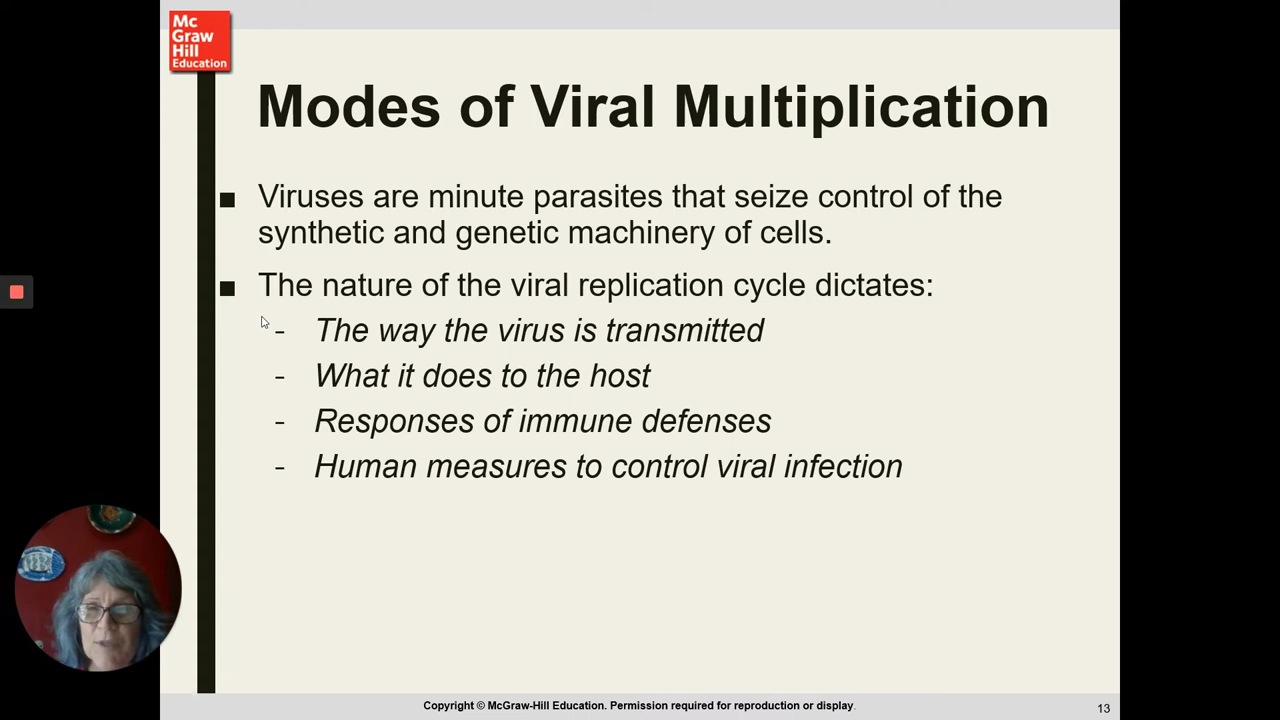 Mc
Graw
Hill
Education
Modes of Viral Multiplication
■ Viruses are minute parasites that seize control of the
synthetic and genetic machinery of cells.
■ The nature of the viral replication cycle dictates:
- The way the virus is transmitted
- What it does to the host
- Responses of immune defenses
- Human measures to control viral infection
Copyright © McGraw-Hill Education. Permission required for reproduction or display.
13